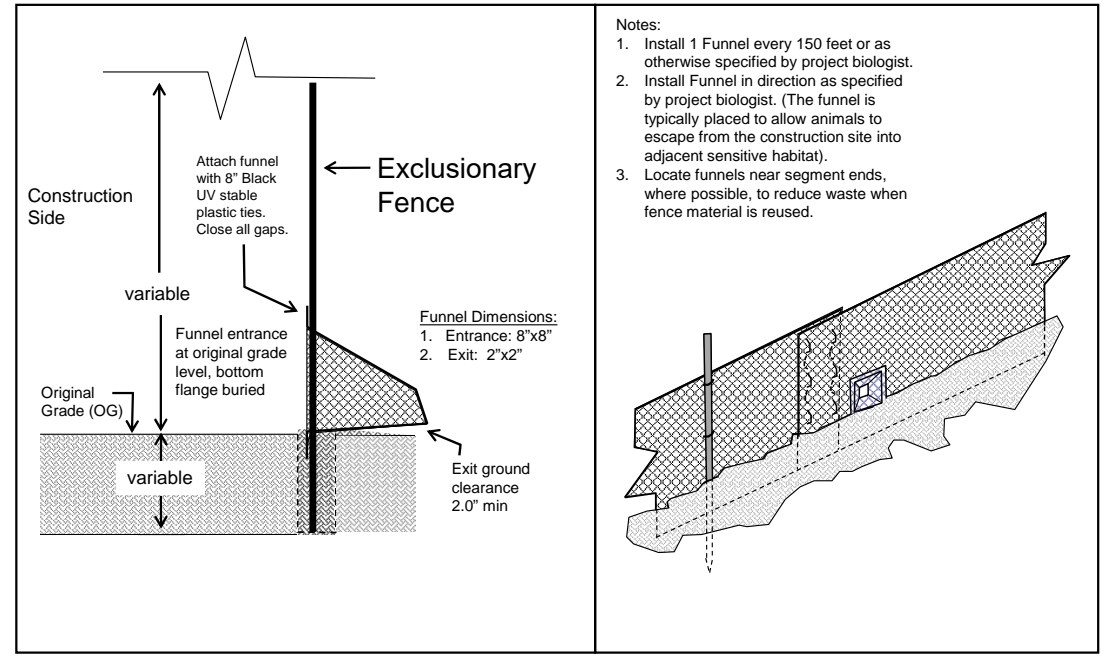 Construction
Side
variable
Attach funnel
with 8" Black
UV stable
plastic ties.
Close all gaps.
Exclusionary
Fence
Funnel entrance
at original grade
level, bottom
flange buried
Funnel Dimensions:
1. Entrance: 8"x8"
2. Exit: 2"x2"
Original
Grade (OG)
variable
Exit ground
clearance
2.0" min
Notes:
1. Install 1 Funnel every 150 feet or as
otherwise specified by project biologist.
2. Install Funnel in direction as specified
by project biologist. (The funnel is
typically placed to allow animals to
escape from the construction site into
adjacent sensitive habitat).
3. Locate funnels near segment ends,
where possible, to reduce waste when
fence material is reused.